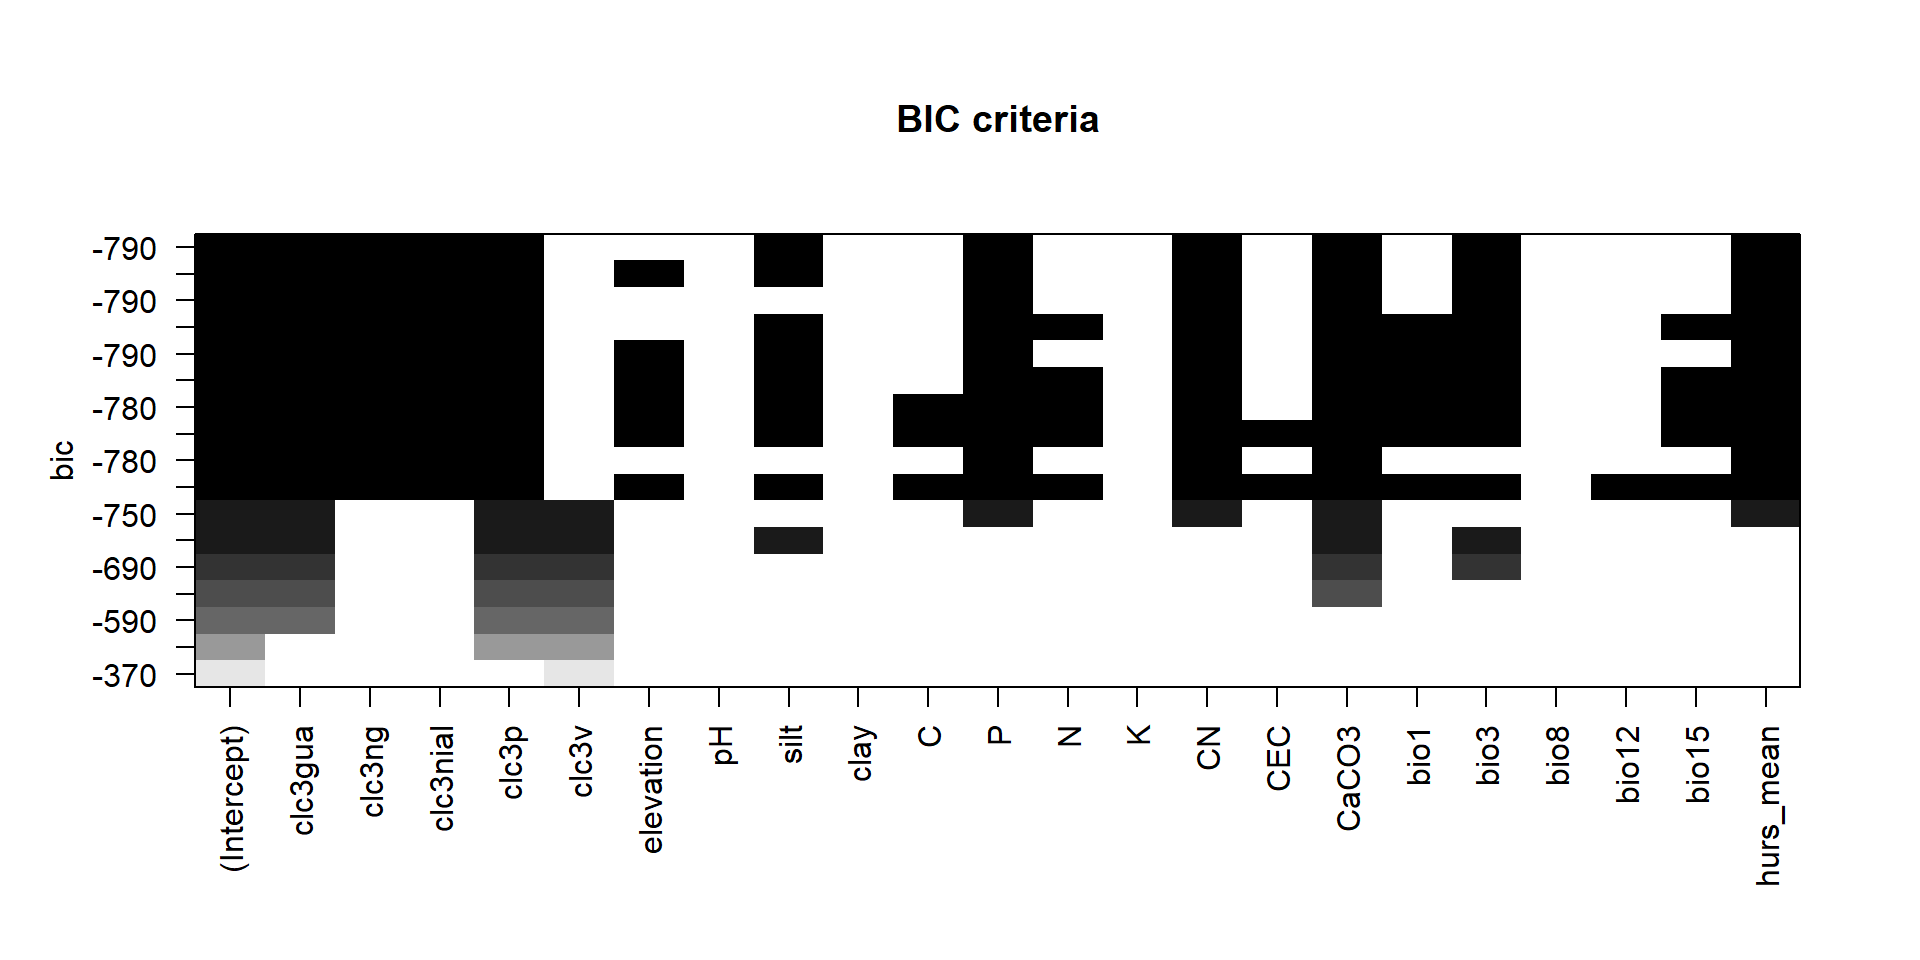 BIC criteria
bic
-790
-790
-790
-780
-780
-750
-690
-590
-370
(Intercept)
clc3gua
clc3ng
clc3nial
clc3p
clc3v
elevation
pH
silt
clay
C
P
N
K
CN
CEC
CaCO3
bio1
bio3
bio8
bio12
bio15
hurs_mean